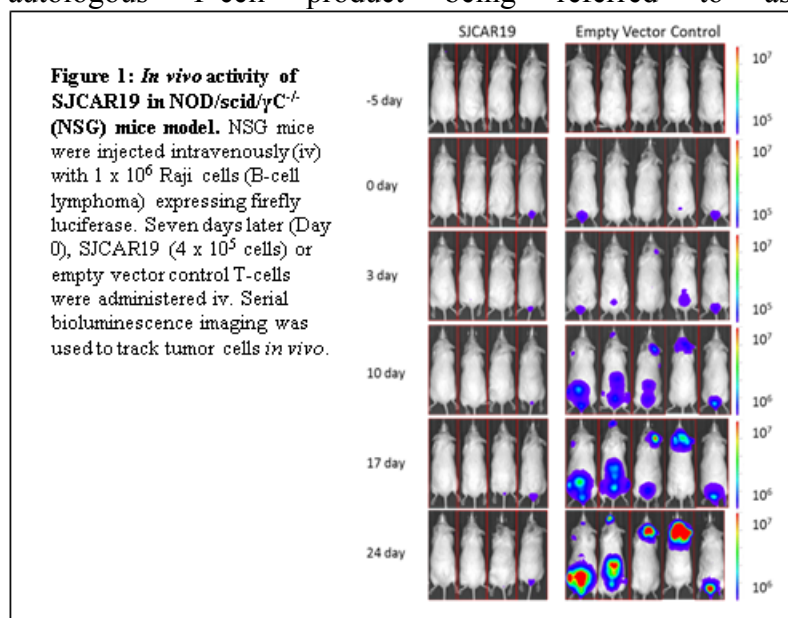 autologous T-cell product being referred to as
SJCAR19
Empty Vector Control
Figure 1: In vivo activity of
SJCAR19 in NOD/scid/γC-/-
(NSG) mice model. NSG mice
were injected intravenously (iv)
with 1 x 10⁶ Raji cells (B-cell
lymphoma) expressing firefly
luciferase. Seven days later (Day
0), SJCAR19 (4 x 10⁵ cells) or
empty vector control T-cells
were administered iv. Serial
bioluminescence imaging was
used to track tumor cells in vivo.
-5 day
10⁷
10⁵
0 day
10⁷
10⁵
3 day
10⁷
10⁵
10 day
10⁷
10⁶
17 day
10⁷
10⁶
24 day
10⁷
10⁶